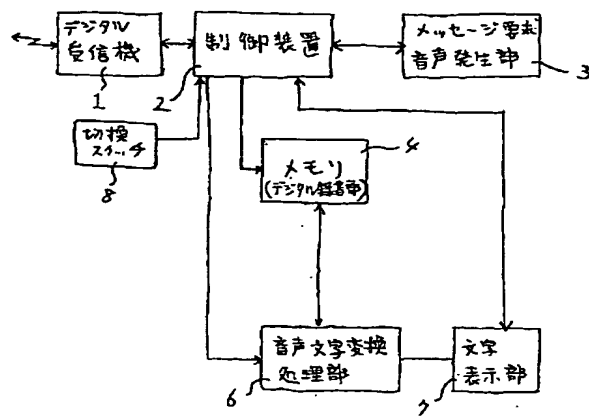 デジタル
受信機
1
制御装置
2
メッセージ要求
音声発生部
3
切換
スイッチ
8
メモリ
(デジタル録音部)
4
音声文字変換
処理部
6
文字
表示部
7